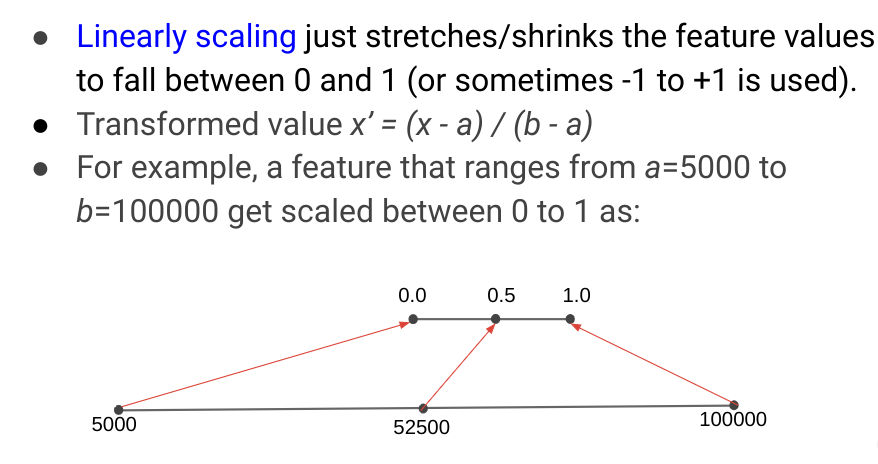 ● Linearly scaling just stretches/shrinks the feature values
to fall between 0 and 1 (or sometimes -1 to +1 is used).
● Transformed value x’ = (x - a) / (b - a)
● For example, a feature that ranges from a=5000 to
b=100000 get scaled between 0 to 1 as:
0.0 0.5 1.0
5000 52500 100000